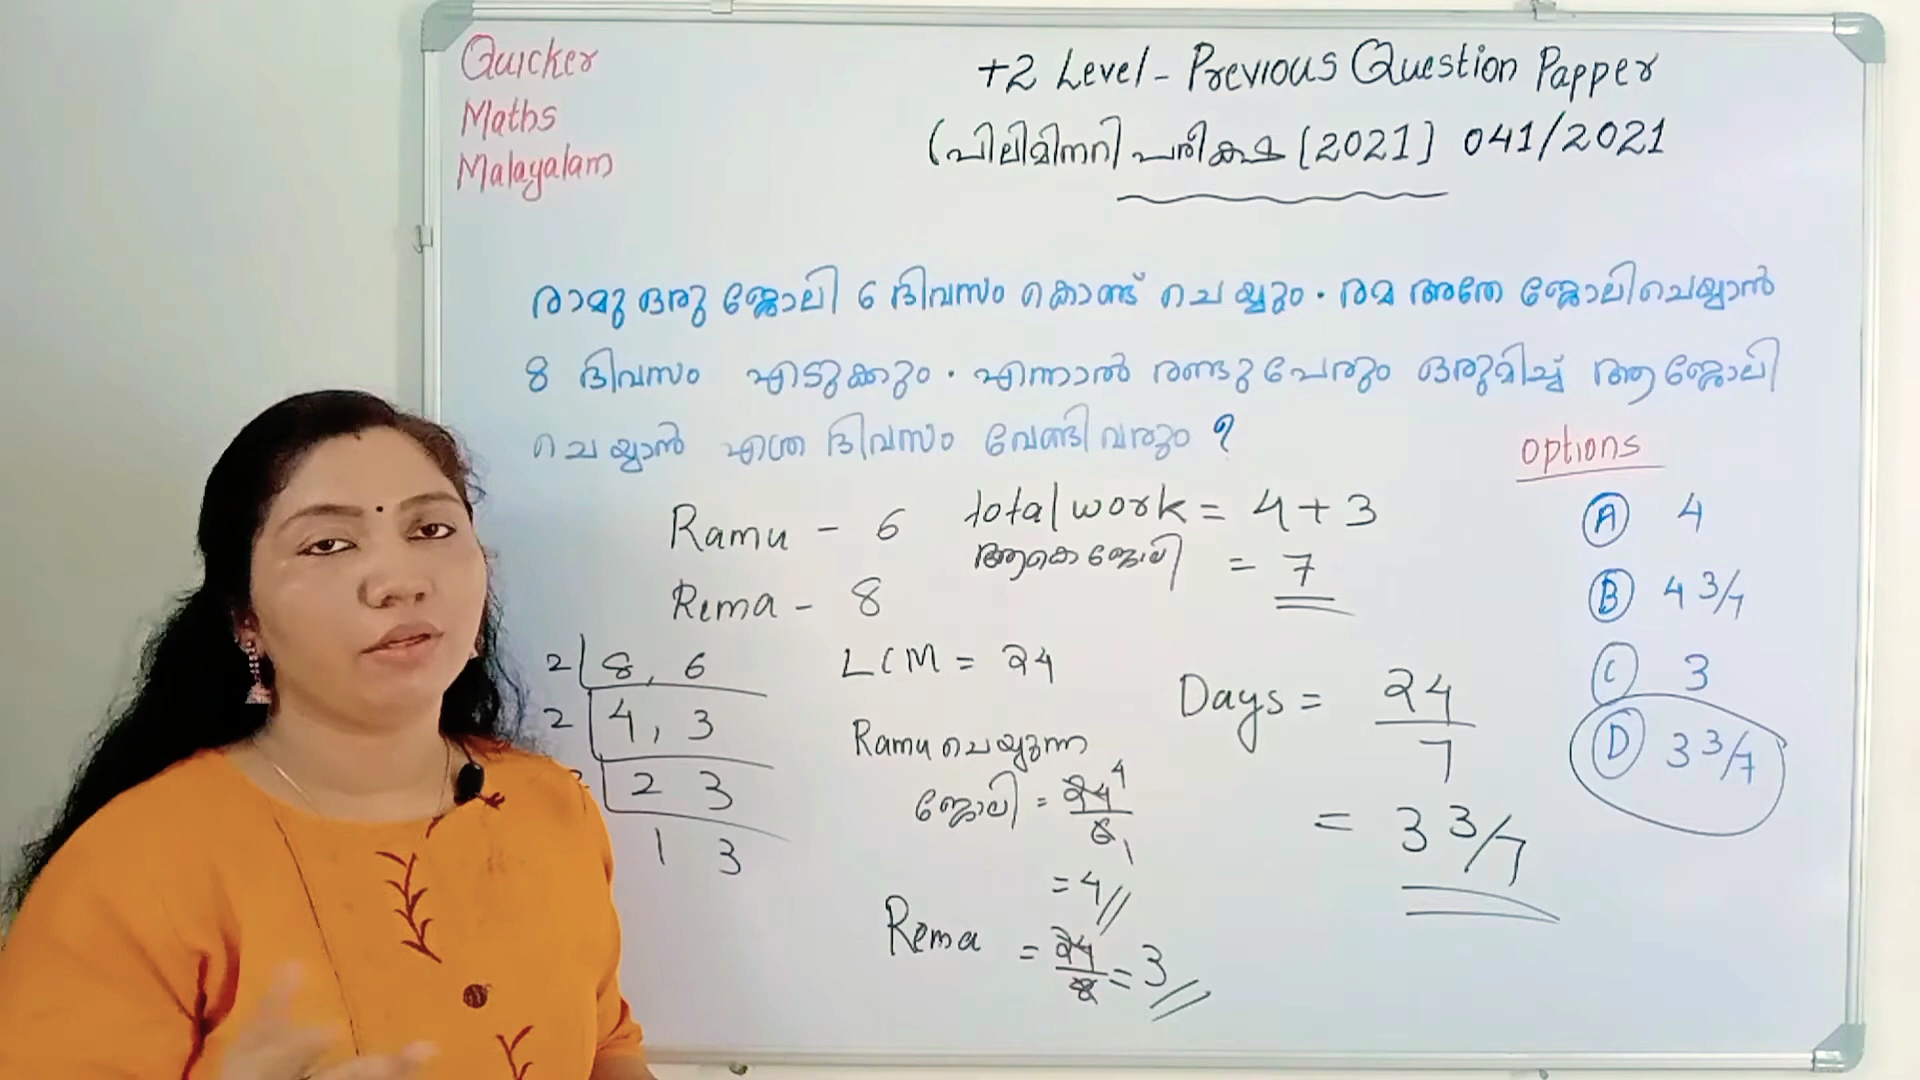 Quicker
Maths
Malayalam
+2 Level - Previous Question Papper
(പിലിമിനറി പരീക്ഷ [2021] 041/2021
രാമു ഒരു ജോലി 6 ദിവസം കൊണ്ട് ചെയ്യും. രമ അതേ ജോലി ചെയ്യാൻ
8 ദിവസം എടുക്കും. എന്നാൽ രണ്ടു പേരും ഒരുമിച്ച് ആ ജോലി
ചെയ്യാൻ എത്ര ദിവസം വേണ്ടി വരും ?
options
Ⓐ 4
Ⓑ 4 3/7
Ⓒ 3
Ⓓ 3 3/7
Ramu - 6
Rema - 8
total work = 4 + 3
ആകെ ജോലി = 7
2 | 8, 6
2 | 4, 3
2 3
1 3
LCM = 24
Ramu ചെയ്യുന്ന
ജോലി = 24/6 4 1
= 4//
Rema = 24/8 = 3//
Days = 24/7
= 3 3/7